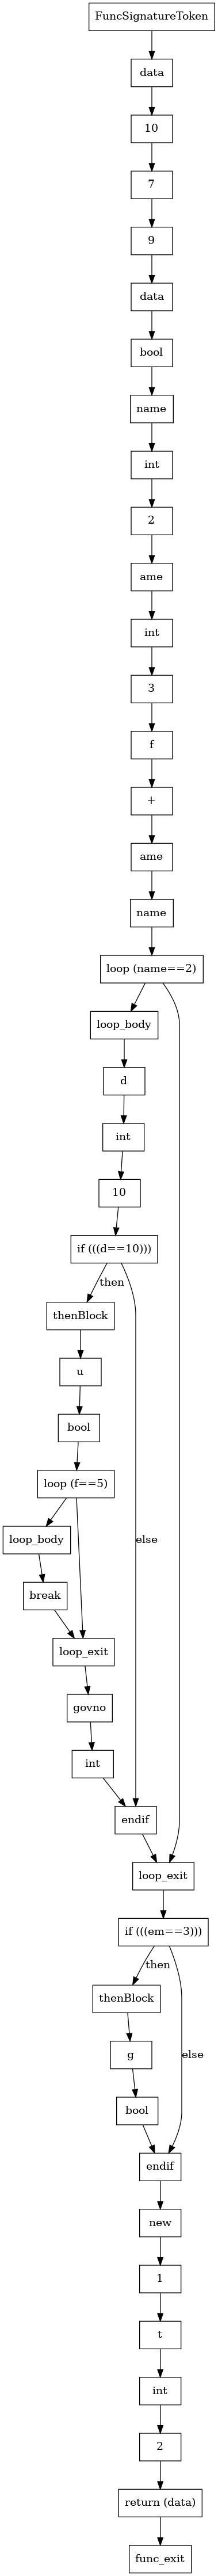 FuncSignatureToken
data
10
7
9
data
bool
name
int
2
ame
int
3
f
+
ame
name
loop (name==2)
loop_body
d
int
10
if (((d==10)))
then
thenBlock
u
bool
loop (f==5)
loop_body
else
break
loop_exit
govno
int
endif
loop_exit
if (((em==3)))
then
thenBlock
g
else
bool
endif
new
1
t
int
2
return (data)
func_exit